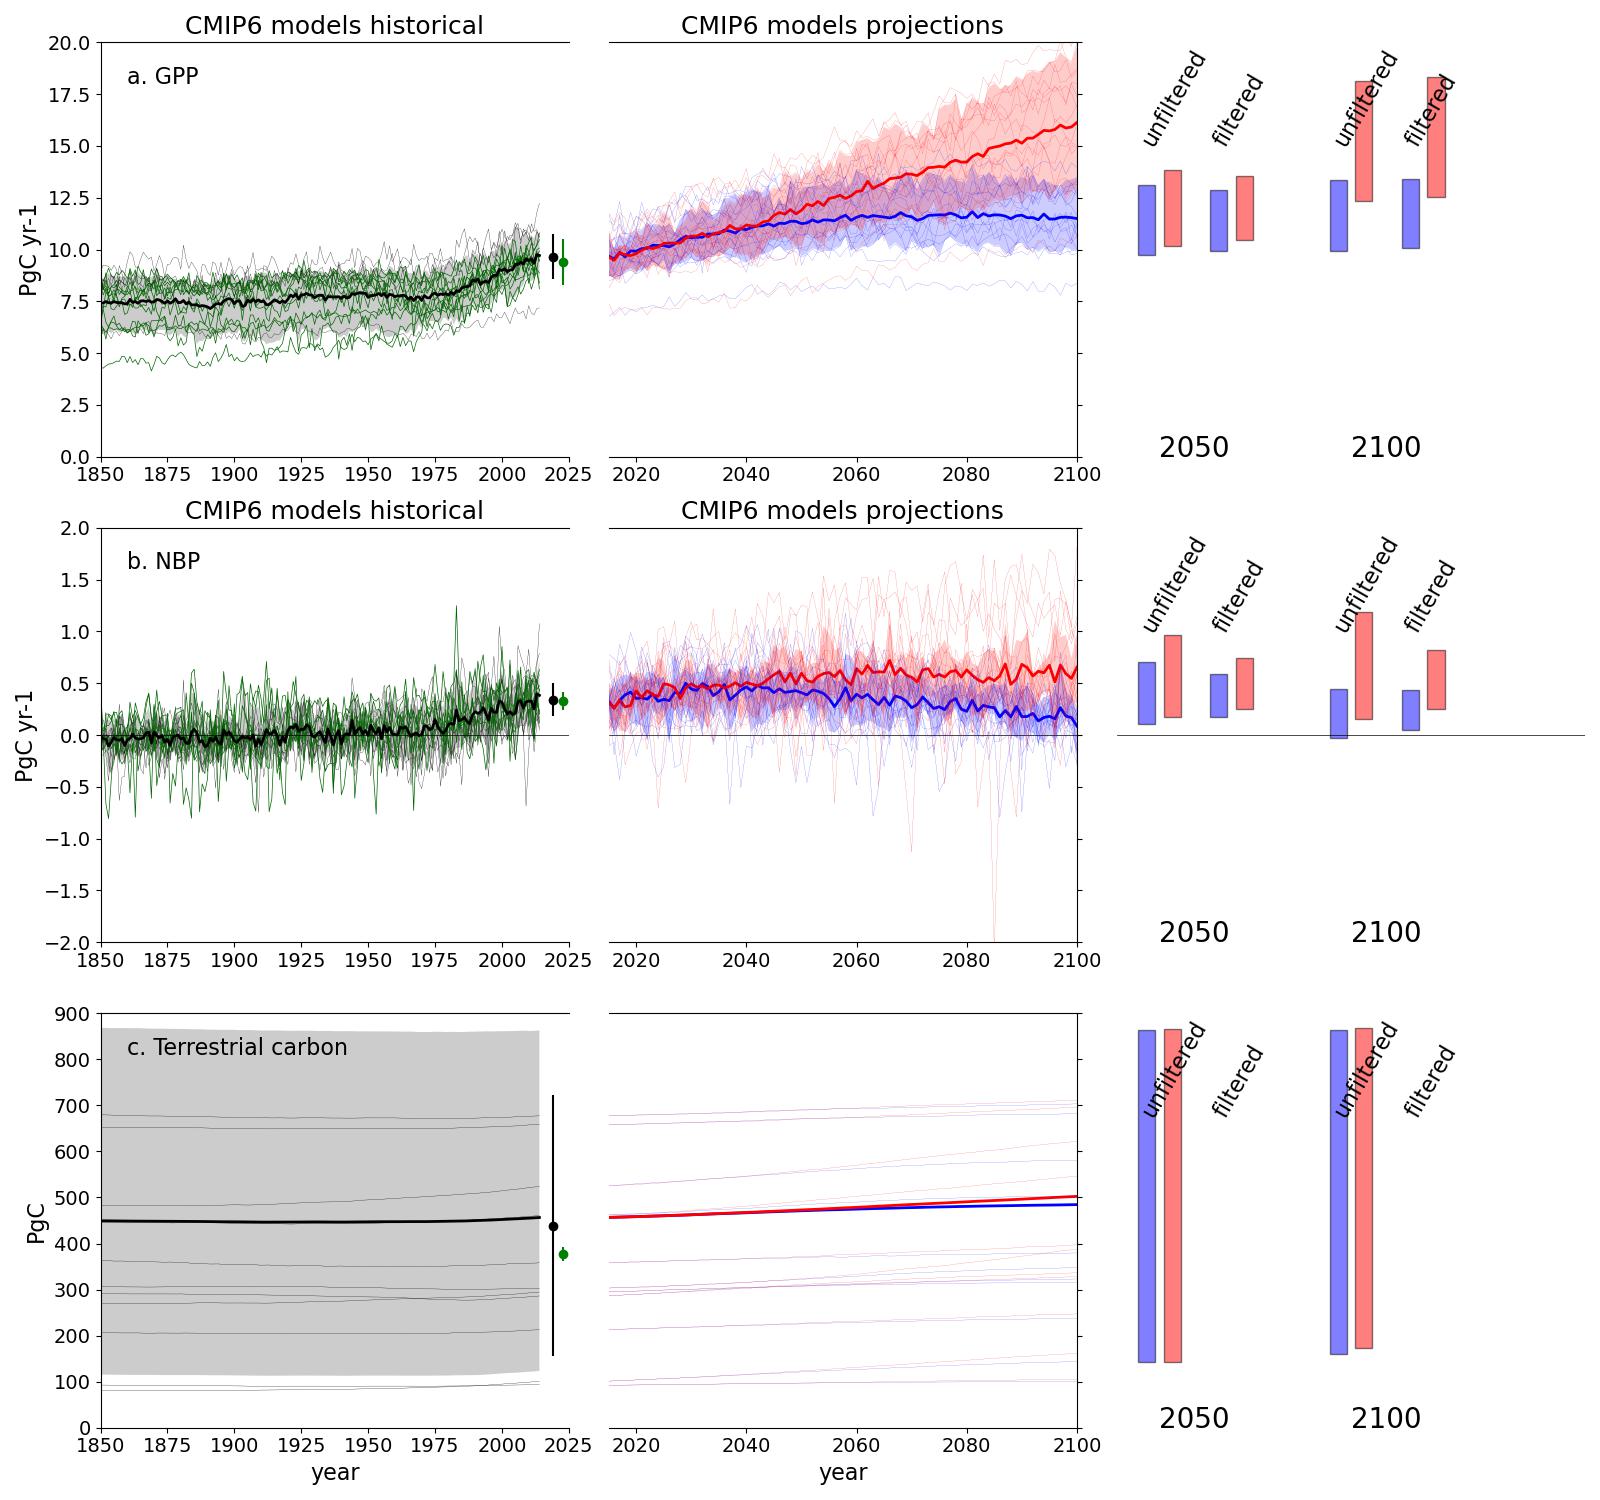 CMIP6 models historical
CMIP6 models projections
20.0
17.5
15.0
12.5
10.0
7.5
5.0
2.5
0.0
PgC yr-1
a. GPP
1850 1875 1900 1925 1950 1975 2000 2025
2020 2040 2060 2080 2100
unfiltered
filtered
unfiltered
filtered
2050
2100
CMIP6 models historical
CMIP6 models projections
2.0
1.5
1.0
0.5
0.0
−0.5
−1.0
−1.5
−2.0
PgC yr-1
b. NBP
1850 1875 1900 1925 1950 1975 2000 2025
2020 2040 2060 2080 2100
unfiltered
filtered
unfiltered
filtered
2050
2100
900
800
700
600
500
400
300
200
100
0
PgC
c. Terrestrial carbon
1850 1875 1900 1925 1950 1975 2000 2025
year
2020 2040 2060 2080 2100
year
unfiltered
filtered
unfiltered
filtered
2050
2100